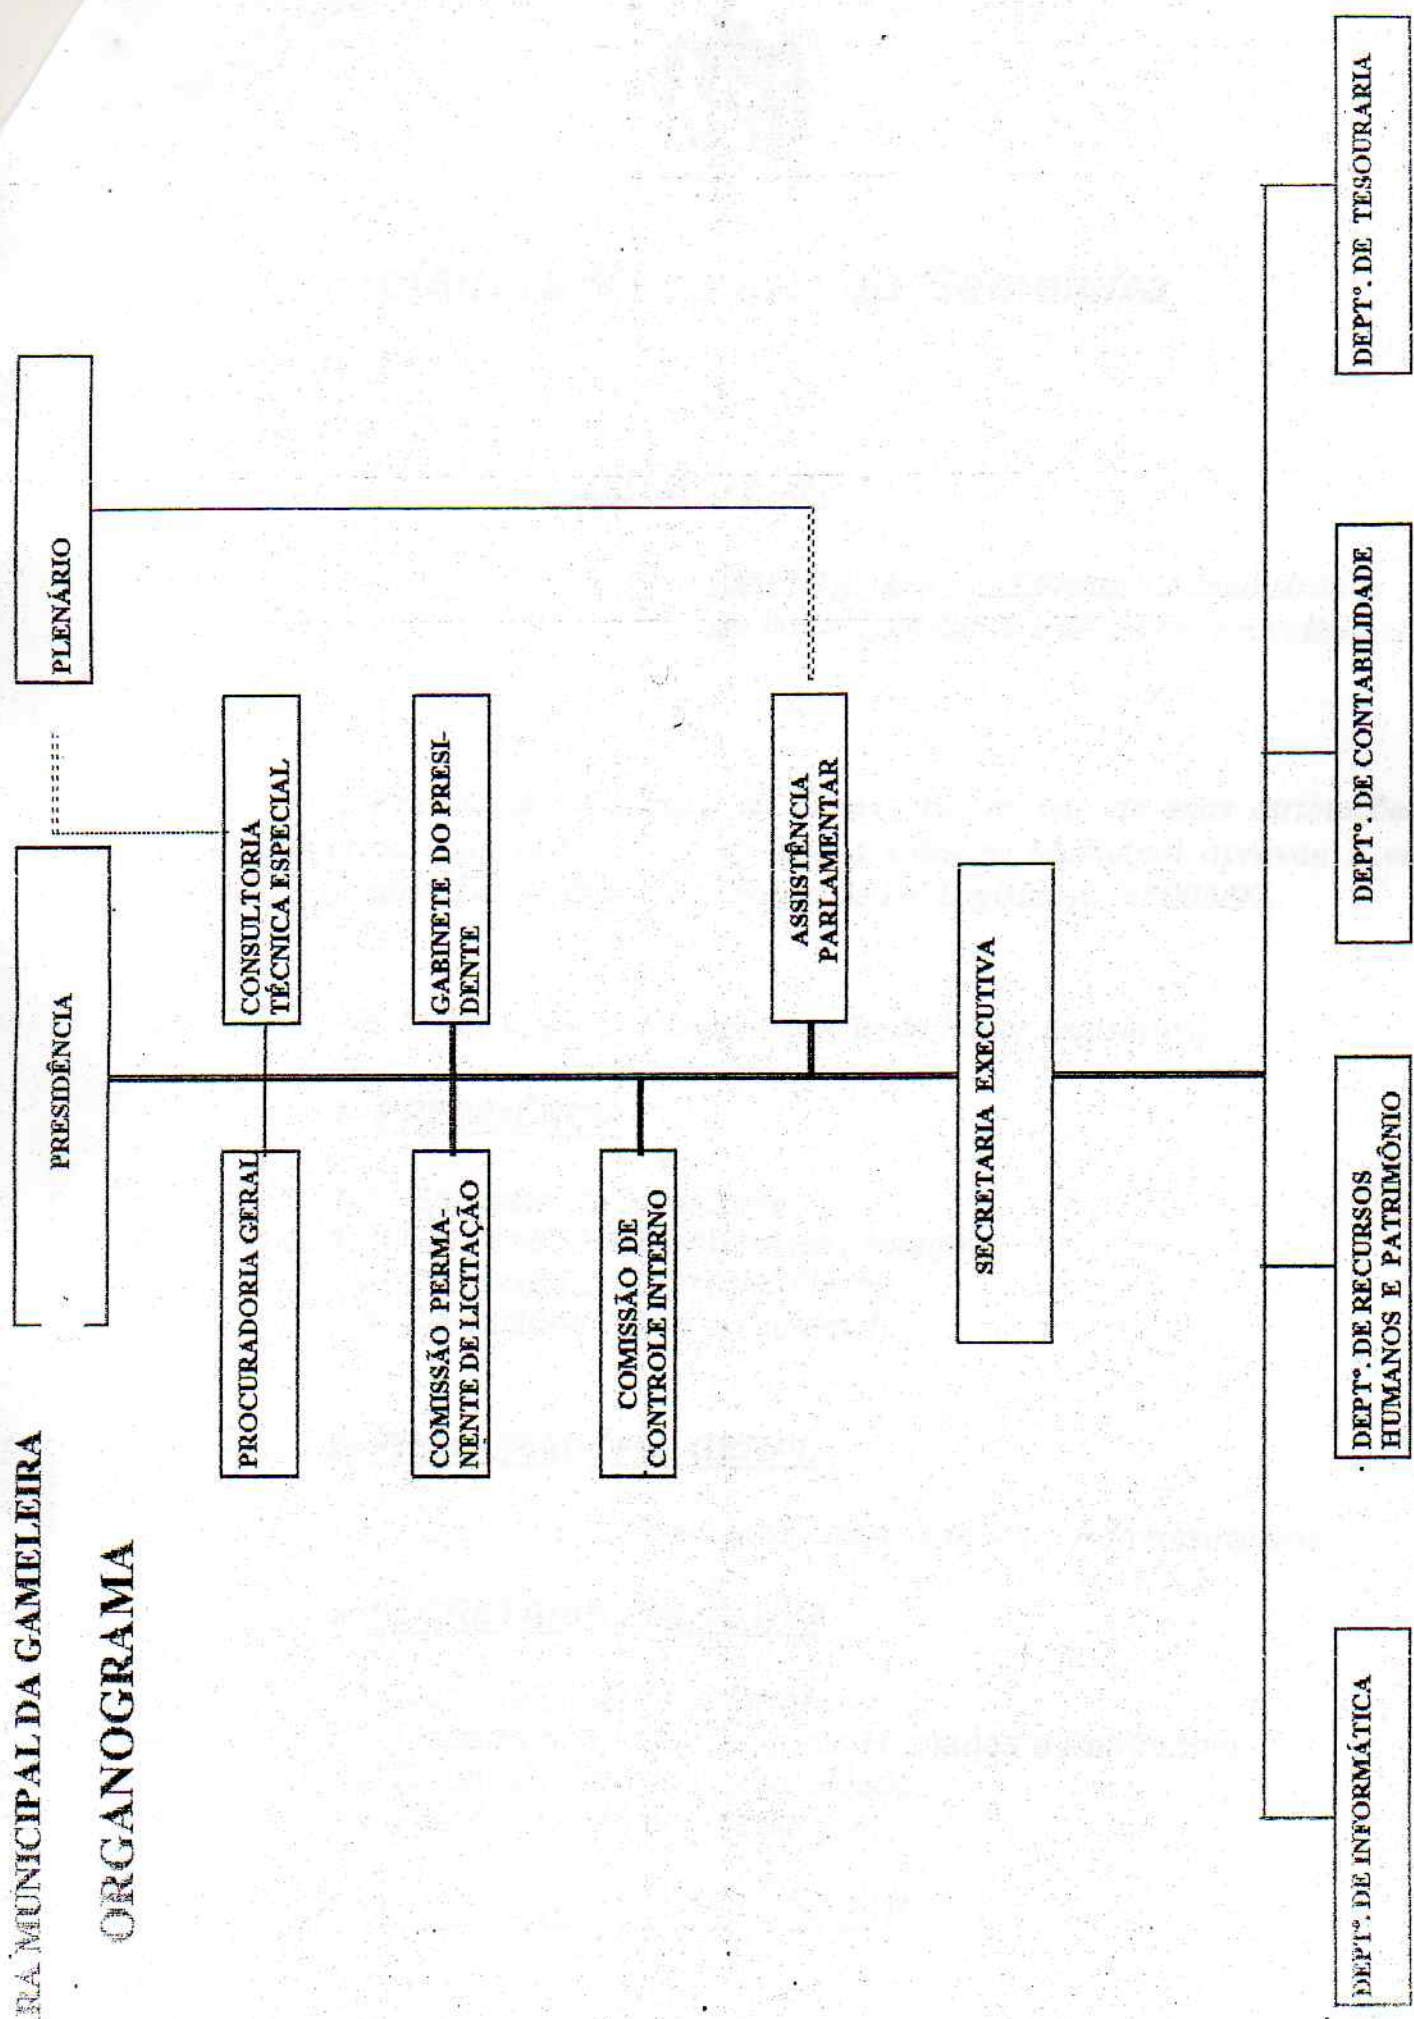 RA MUNICIPAL DA GAMELEIRA
ORGANOGRAMA
PRESIDÊNCIA
PLENÁRIO
PROCURADORIA GERAL
CONSULTORIA
TÉCNICA ESPECIAL
COMISSÃO PERMA-
NENTE DE LICITAÇÃO
GABINETE DO PRESI-
DENTE
COMISSÃO DE
CONTROLE INTERNO
ASSISTÊNCIA
PARLAMENTAR
SECRETARIA EXECUTIVA
DEPTº. DE INFORMÁTICA
DEPTº. DE RECURSOS
HUMANOS E PATRIMÔNIO
DEPTº. DE CONTABILIDADE
DEPTº. DE TESOURARIA